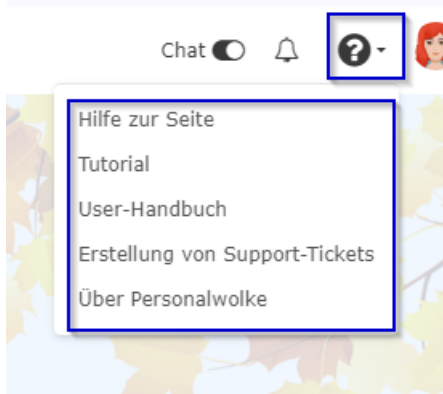 Chat
Hilfe zur Seite
Tutorial
User-Handbuch
Erstellung von Support-Tickets
Über Personalwolke